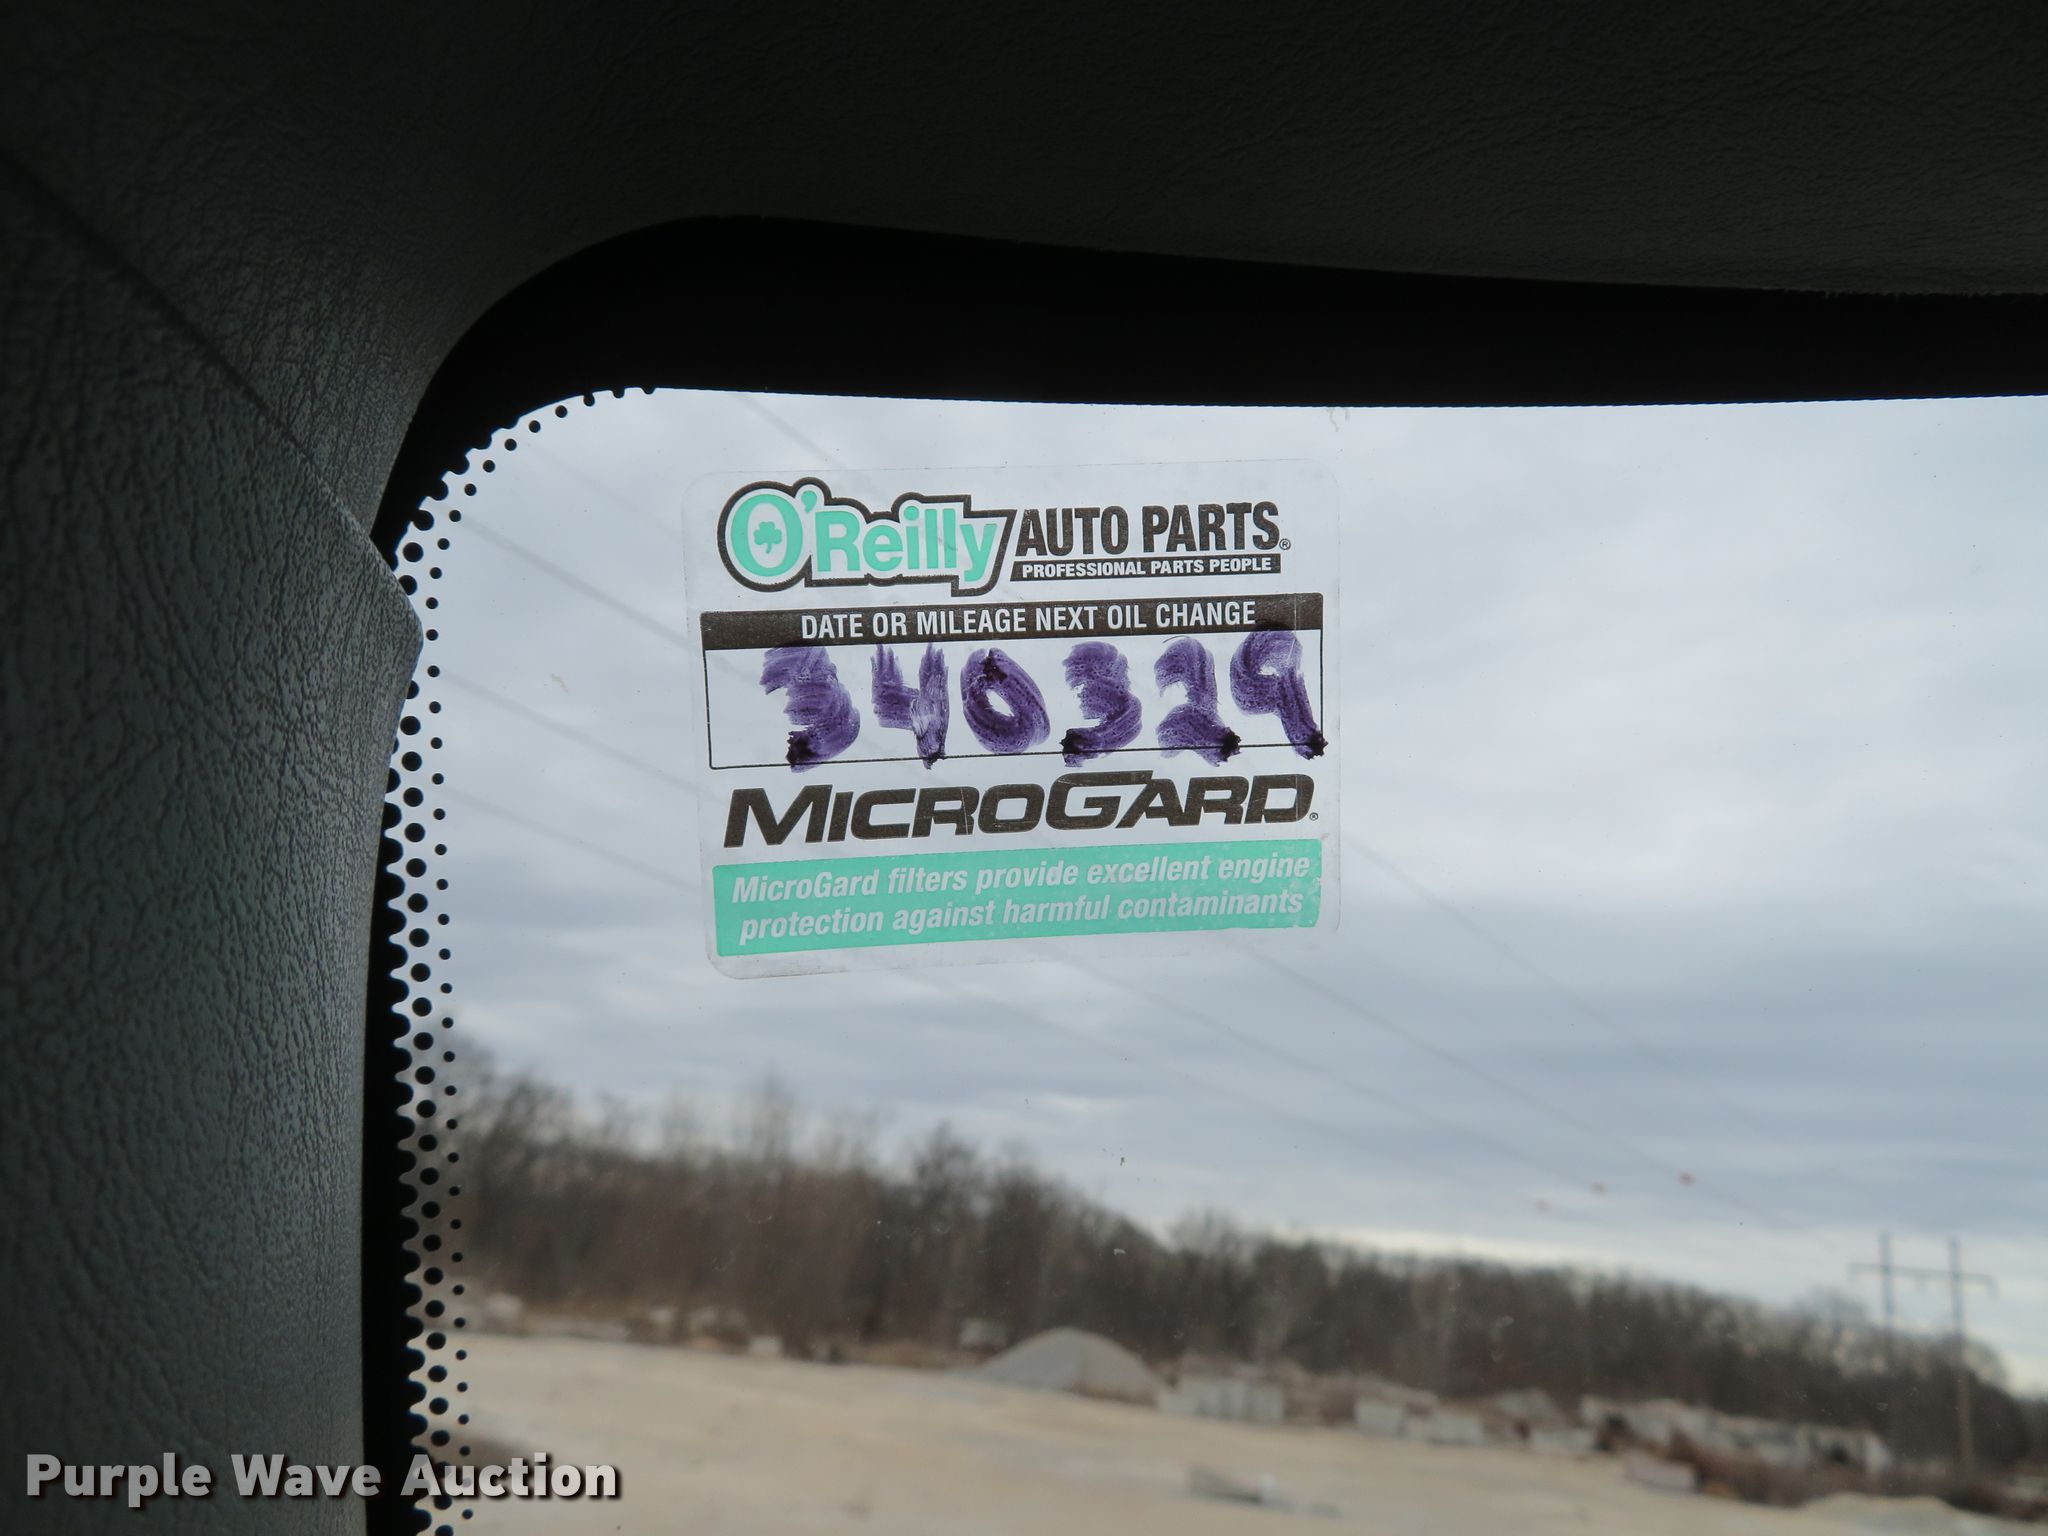 O'Reilly AUTO PARTS®
PROFESSIONAL PARTS PEOPLE
DATE OR MILEAGE NEXT OIL CHANGE
340329
MICROGARD®
MicroGard filters provide excellent engine
protection against harmful contaminants
Purple Wave Auction